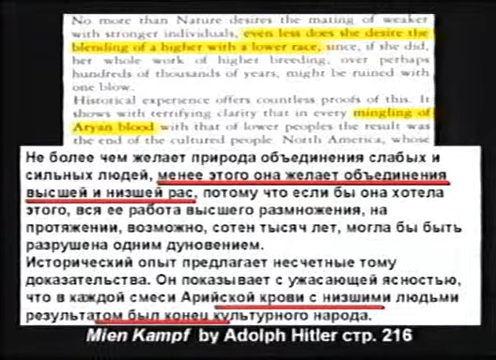 No more than Nature desires the mating of weaker
with stronger individuals, even less does she desire the
blending of a higher with a lower race, since, if she did,
her whole work of higher breeding, over perhaps
hundreds of thousands of years, might be ruined with
one blow.
Historical experience offers countless proofs of this. It
shows with terrifying clarity that in every mingling of
Aryan blood with that of lower peoples the result was
the end of the cultured people. North America, whose
Не более чем желает природа объединения слабых и
сильных людей, менее этого она желает объединения
высшей и низшей рас, потому что если бы она хотела
этого, вся ее работа высшего размножения, на
протяжении, возможно, сотен тысяч лет, могла бы быть
разрушена одним дуновением.
Исторический опыт предлагает несчетные тому
доказательства. Он показывает с ужасающей ясностью,
что в каждой смеси Арийской крови с низшими людьми
результатом был конец культурного народа.
Mien Kampf by Adolph Hitler стр. 216